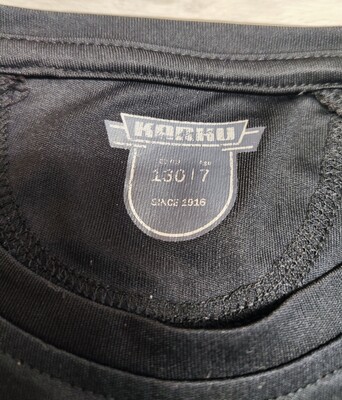 KARHU
130 | 7
SINCE 1916